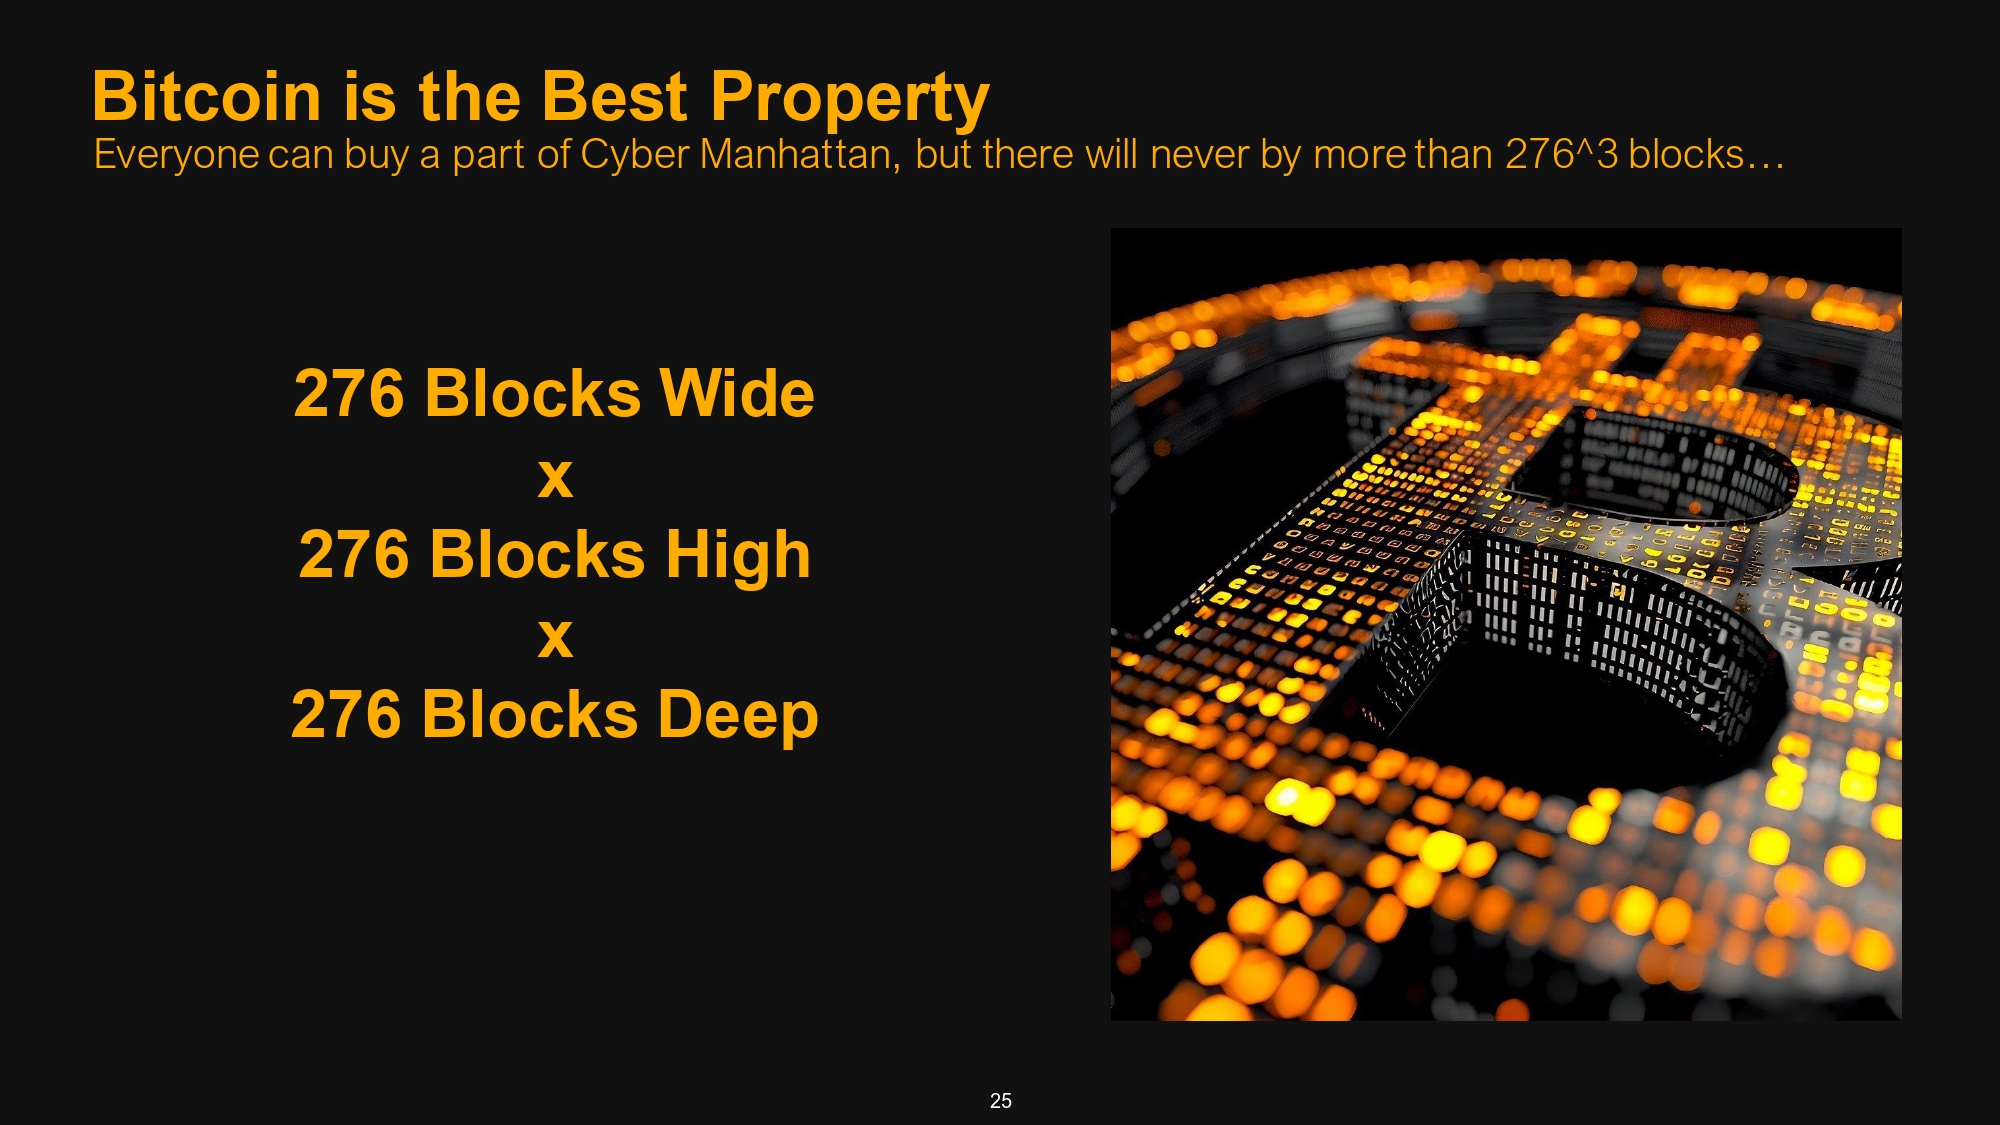 Bitcoin is the Best Property
Everyone can buy a part of Cyber Manhattan, but there will never by more than 276^3 blocks…
276 Blocks Wide
x
276 Blocks High
x
276 Blocks Deep
25